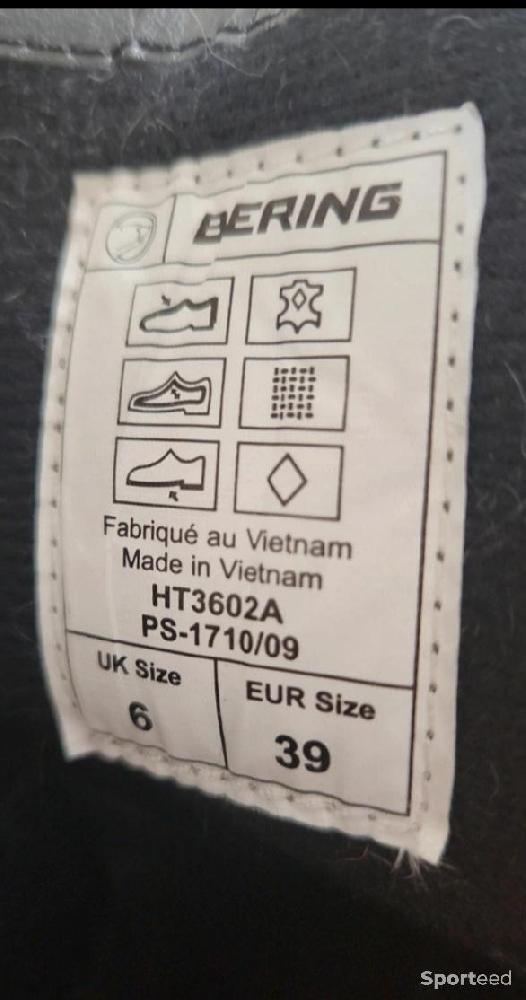 BERING
Fabriqué au Vietnam
Made in Vietnam
HT3602A
PS-1710/09
UK Size
6
EUR Size
39
Sporteed